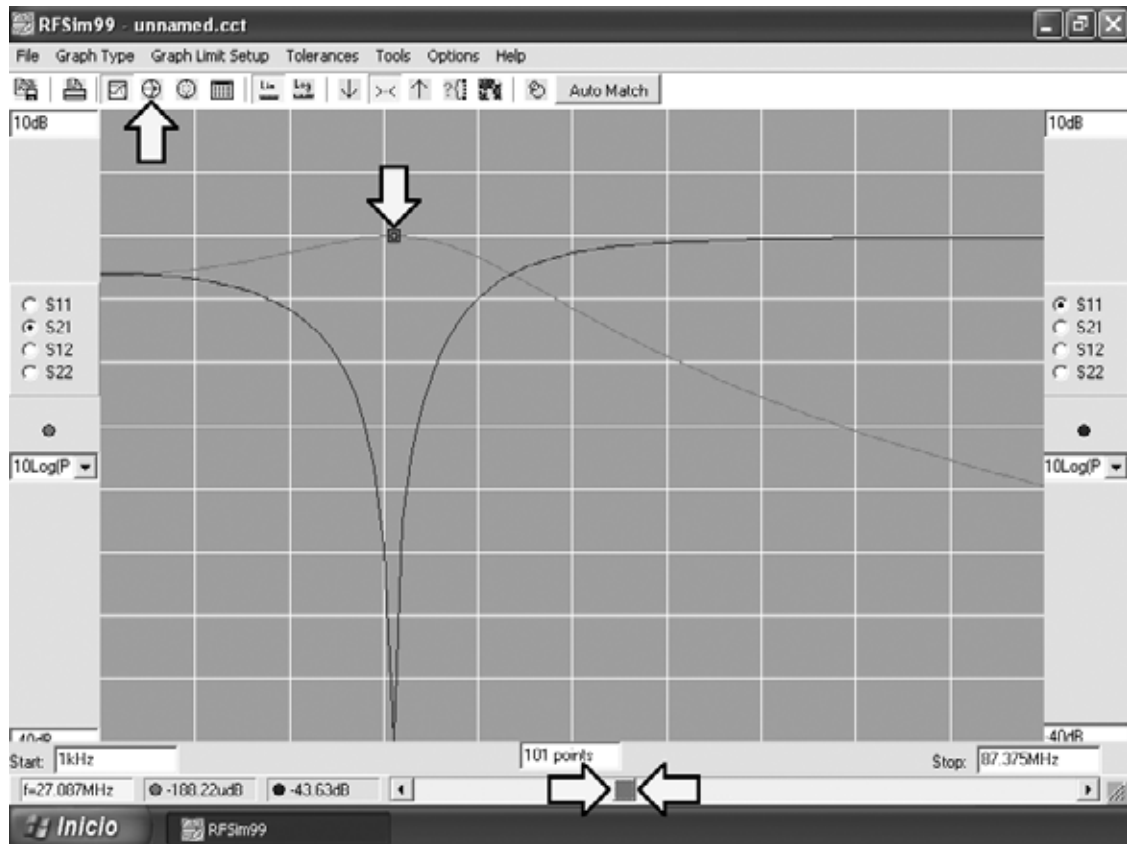 RFSim99 - unnamed.cct
File Graph Type Graph Limit Setup Tolerances Tools Options Help
Lin Log Auto Match
10dB
10dB
S11
S21
S12
S22
S11
S21
S12
S22
10Log(P
10Log(P
-40dB
-40dB
Start: 1kHz
101 points
Stop: 87.375MHz
f=27.087MHz -188.22udB -43.63dB
Inicio RFSim99